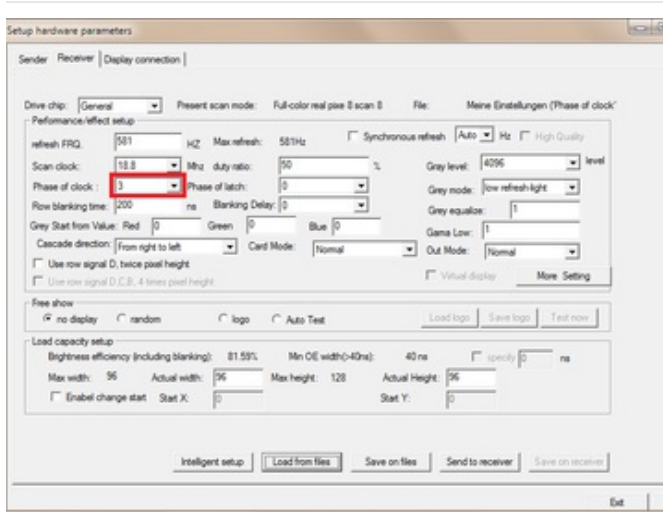 Setup hardware parameters
Sender Receiver Display connection
Drive chip: General Present scan mode: Full-color real pixe 8 scan 8 File: Meine Einstellungen ('Phase of clock'
Performance/effect setup
refresh FRQ. 581 HZ Max refresh: 581Hz Synchronous refresh Auto Hz High Quality
Scan clock: 18.8 Mhz duty ratio: 50 % Gray level: 4096 level
Phase of clock : 3 Phase of latch: 0 Grey mode: low refresh-light
Row blanking time: 200 ns Blanking Delay: 0 Grey equalize: 1
Grey Start from Value: Red 0 Green 0 Blue 0 Gama Low: 1
Cascade direction: From right to left Card Mode: Normal Out Mode: Normal
Use row signal D, twice pixel height Virtual display More Setting
Use row signal D,C,B, 4 times pixel height
Free show
no display random logo Auto Test Load logo Save logo Test now
Load capacity setup
Brightness efficiency (including blanking): 81.59% Min OE width(>40ns): 40 ns specify 0 ns
Max width: 96 Actual width: 96 Max height: 128 Actual Height: 96
Enabel change start Start X: 0 Start Y: 0
Intelligent setup Load from files Save on files Send to receiver Save on receiver
Exit